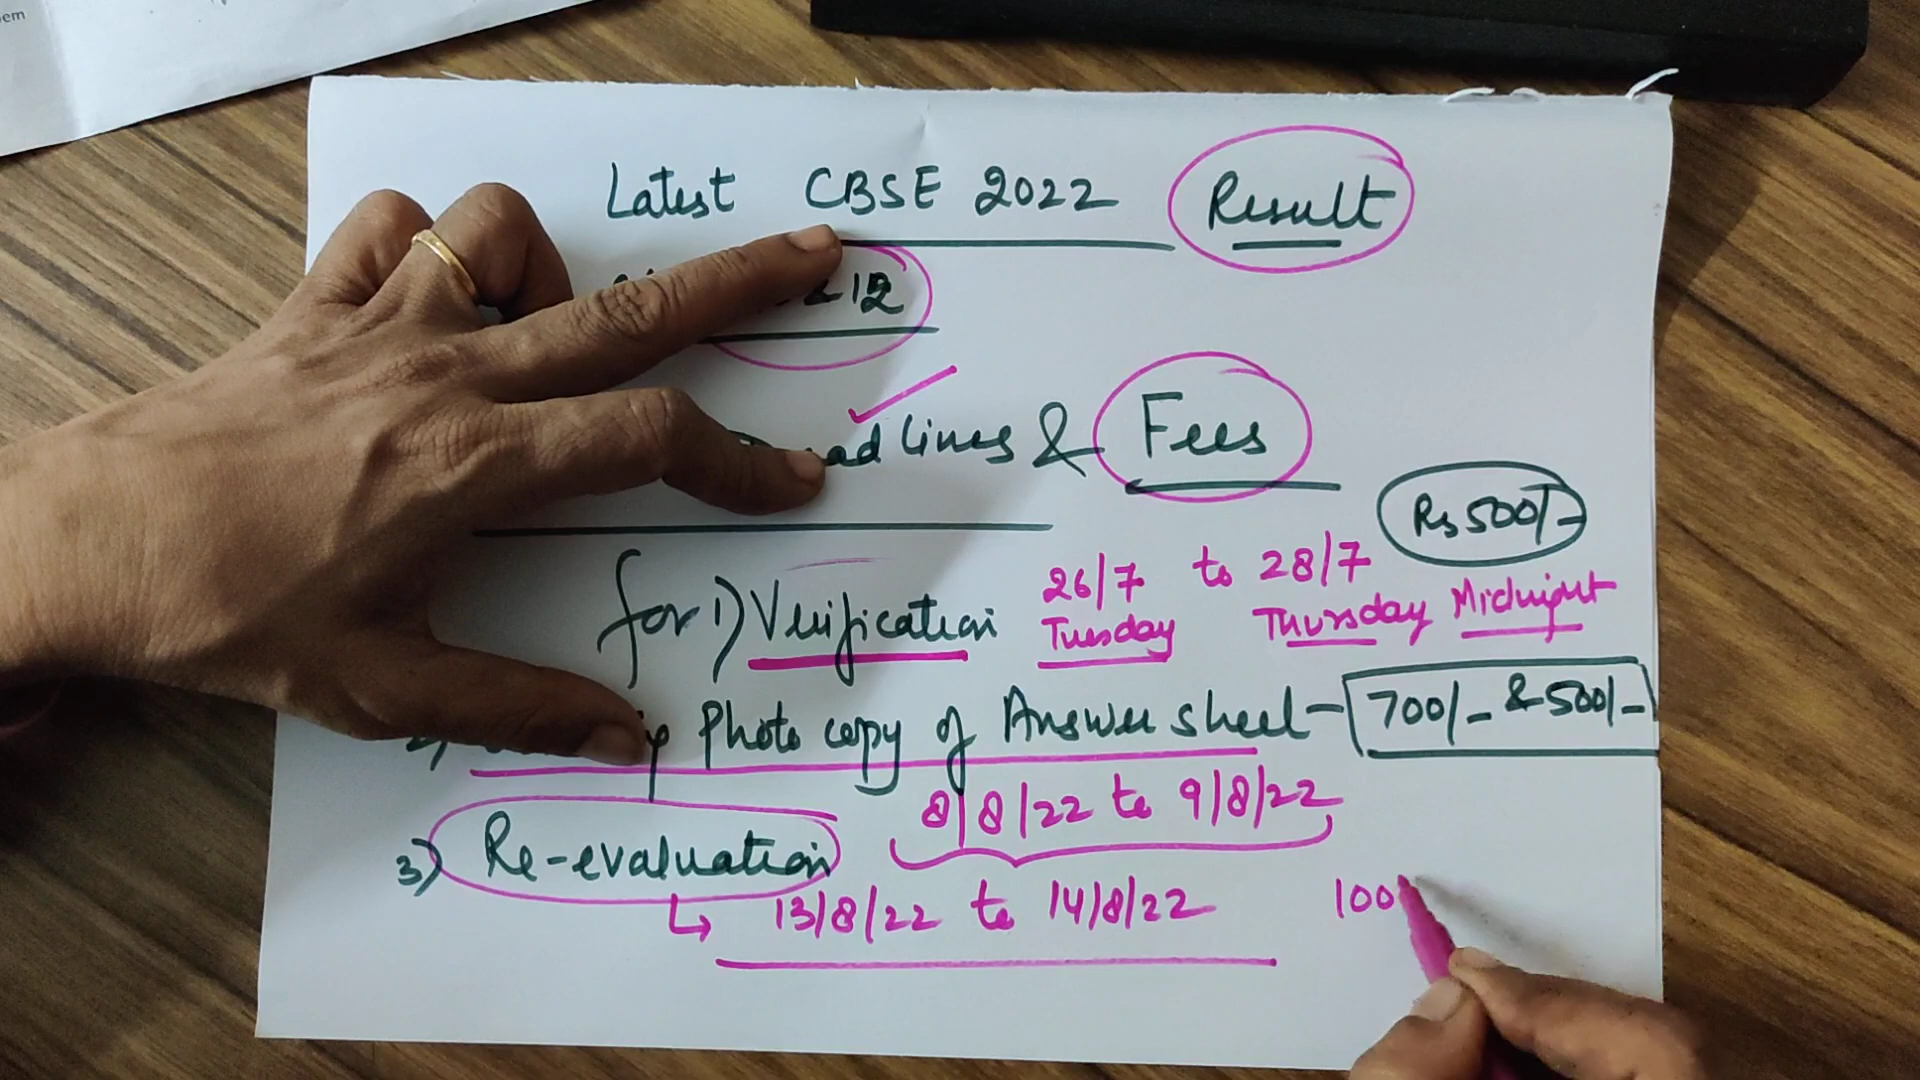 em
Latest CBSE 2022 Result
12
lines & Fees
Rs 500/-
26/7 to 28/7
for 1) Verification Tuesday Thursday Midnight
Photo copy of Answer sheet - 700/- & 500/-
8/8/22 to 9/8/22
3) Re-evaluation
↳ 13/8/22 to 14/8/22 100